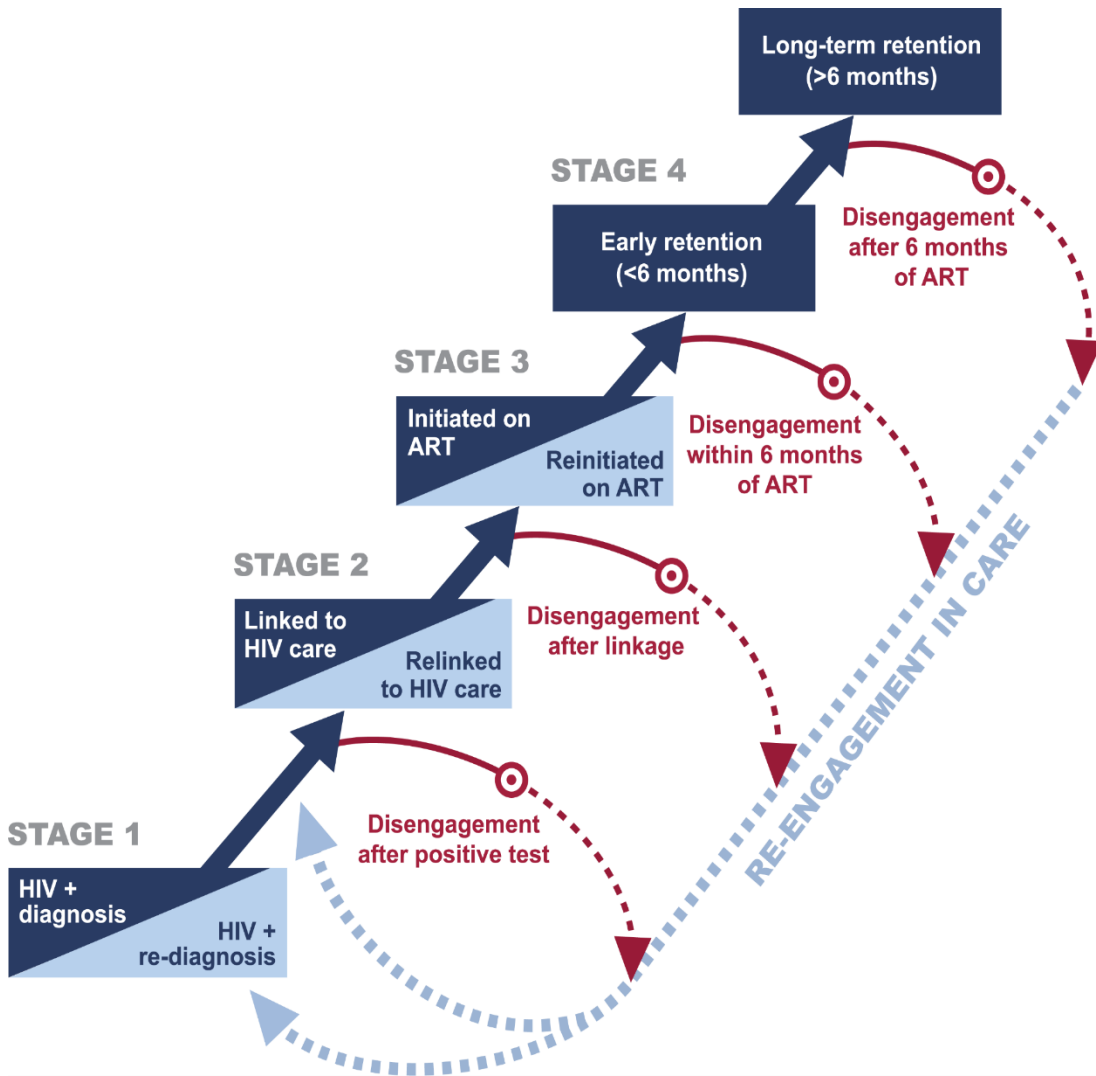 Long-term retention
(>6 months)
STAGE 4
Early retention
(<6 months)
Disengagement
after 6 months
of ART
STAGE 3
Initiated on
ART
Reinitiated
on ART
Disengagement
within 6 months
of ART
STAGE 2
Linked to
HIV care
Relinked
to HIV care
Disengagement
after linkage
STAGE 1
HIV +
diagnosis
HIV +
re-diagnosis
Disengagement
after positive test
RE-ENGAGEMENT IN CARE